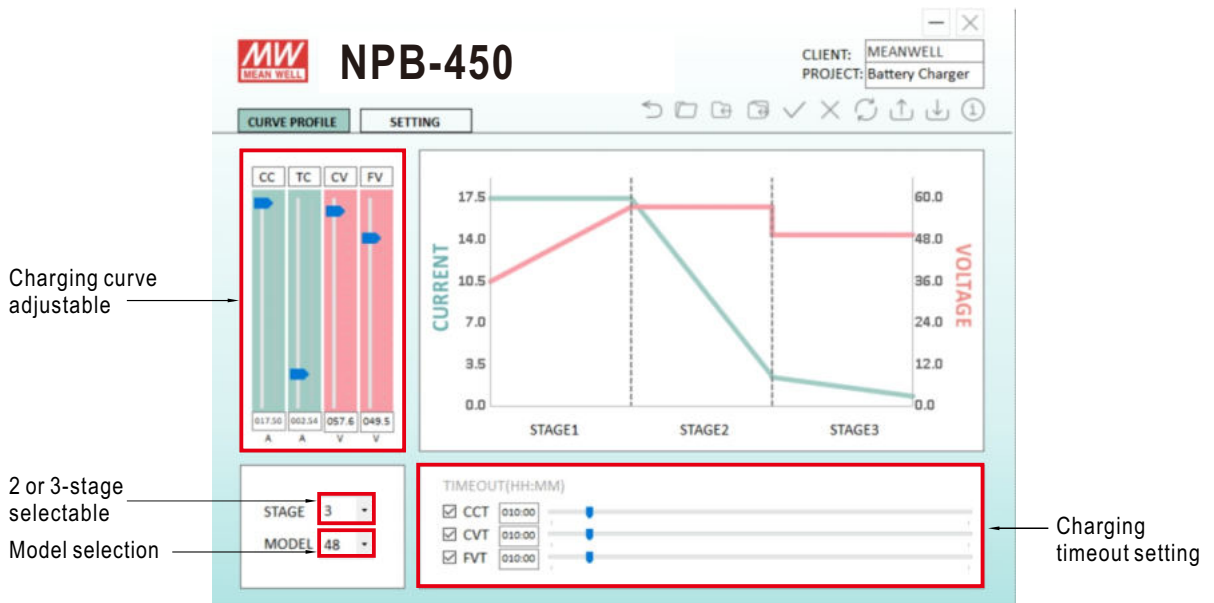 MW
MEAN WELL
NPB-450
CLIENT: MEANWELL
PROJECT: Battery Charger
CURVE PROFILE SETTING
CC TC CV FV
017.50 002.54 057.6 049.5
A A V V
17.5
14.0
10.5
7.0
3.5
0.0
CURRENT
60.0
48.0
36.0
24.0
12.0
0.0
VOLTAGE
STAGE1 STAGE2 STAGE3
Charging curve
adjustable
2 or 3-stage
selectable
Model selection
STAGE 3
MODEL 48
TIMEOUT(HH:MM)
CCT 010:00
CVT 010:00
FVT 010:00
Charging
timeout setting